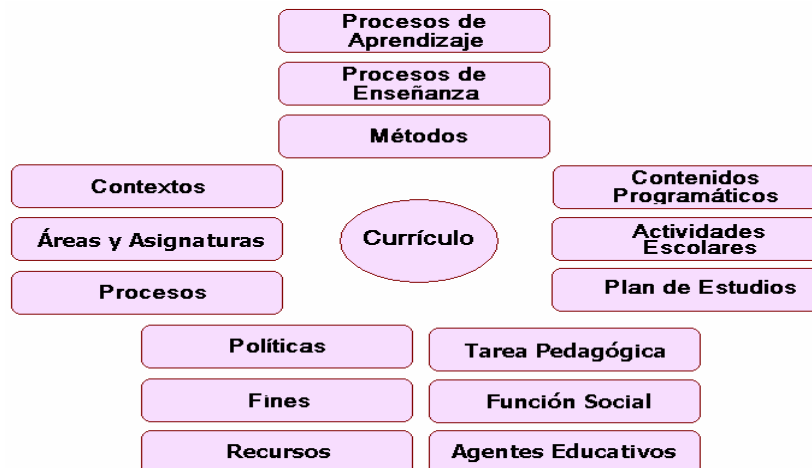 Procesos de
Aprendizaje
Procesos de
Enseñanza
Métodos
Contextos
Áreas y Asignaturas
Procesos
Currículo
Contenidos
Programáticos
Actividades
Escolares
Plan de Estudios
Políticas
Fines
Recursos
Tarea Pedagógica
Función Social
Agentes Educativos